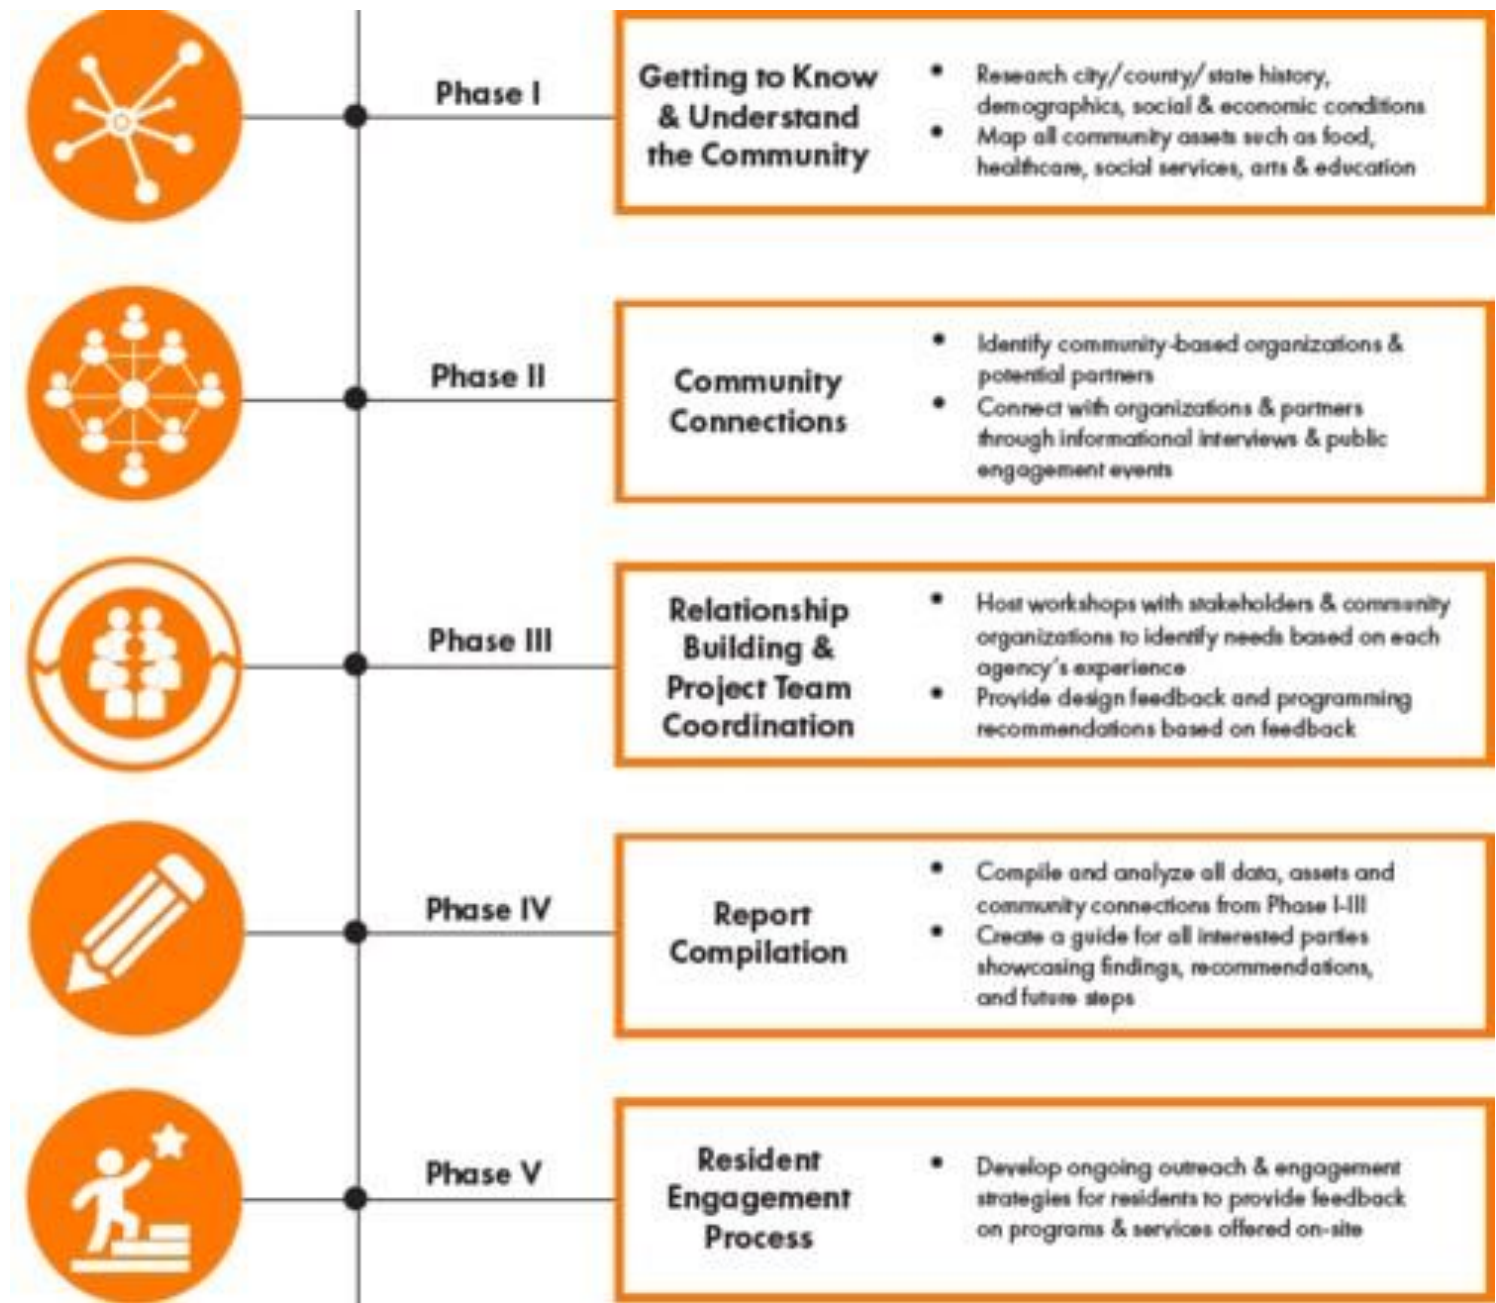 Phase I
Getting to Know
& Understand
the Community
• Research city/county/state history,
demographics, social & economic conditions
• Map all community assets such as food,
healthcare, social services, arts & education
Phase II
Community
Connections
• Identify community-based organizations &
potential partners
• Connect with organizations & partners
through informational interviews & public
engagement events
Phase III
Relationship
Building &
Project Team
Coordination
• Host workshops with stakeholders & community
organizations to identify needs based on each
agency's experience
• Provide design feedback and programming
recommendations based on feedback
Phase IV
Report
Compilation
• Compile and analyze all data, assets and
community connections from Phase I-III
• Create a guide for all interested parties
showcasing findings, recommendations,
and future steps
Phase V
Resident
Engagement
Process
• Develop ongoing outreach & engagement
strategies for residents to provide feedback
on programs & services offered on-site